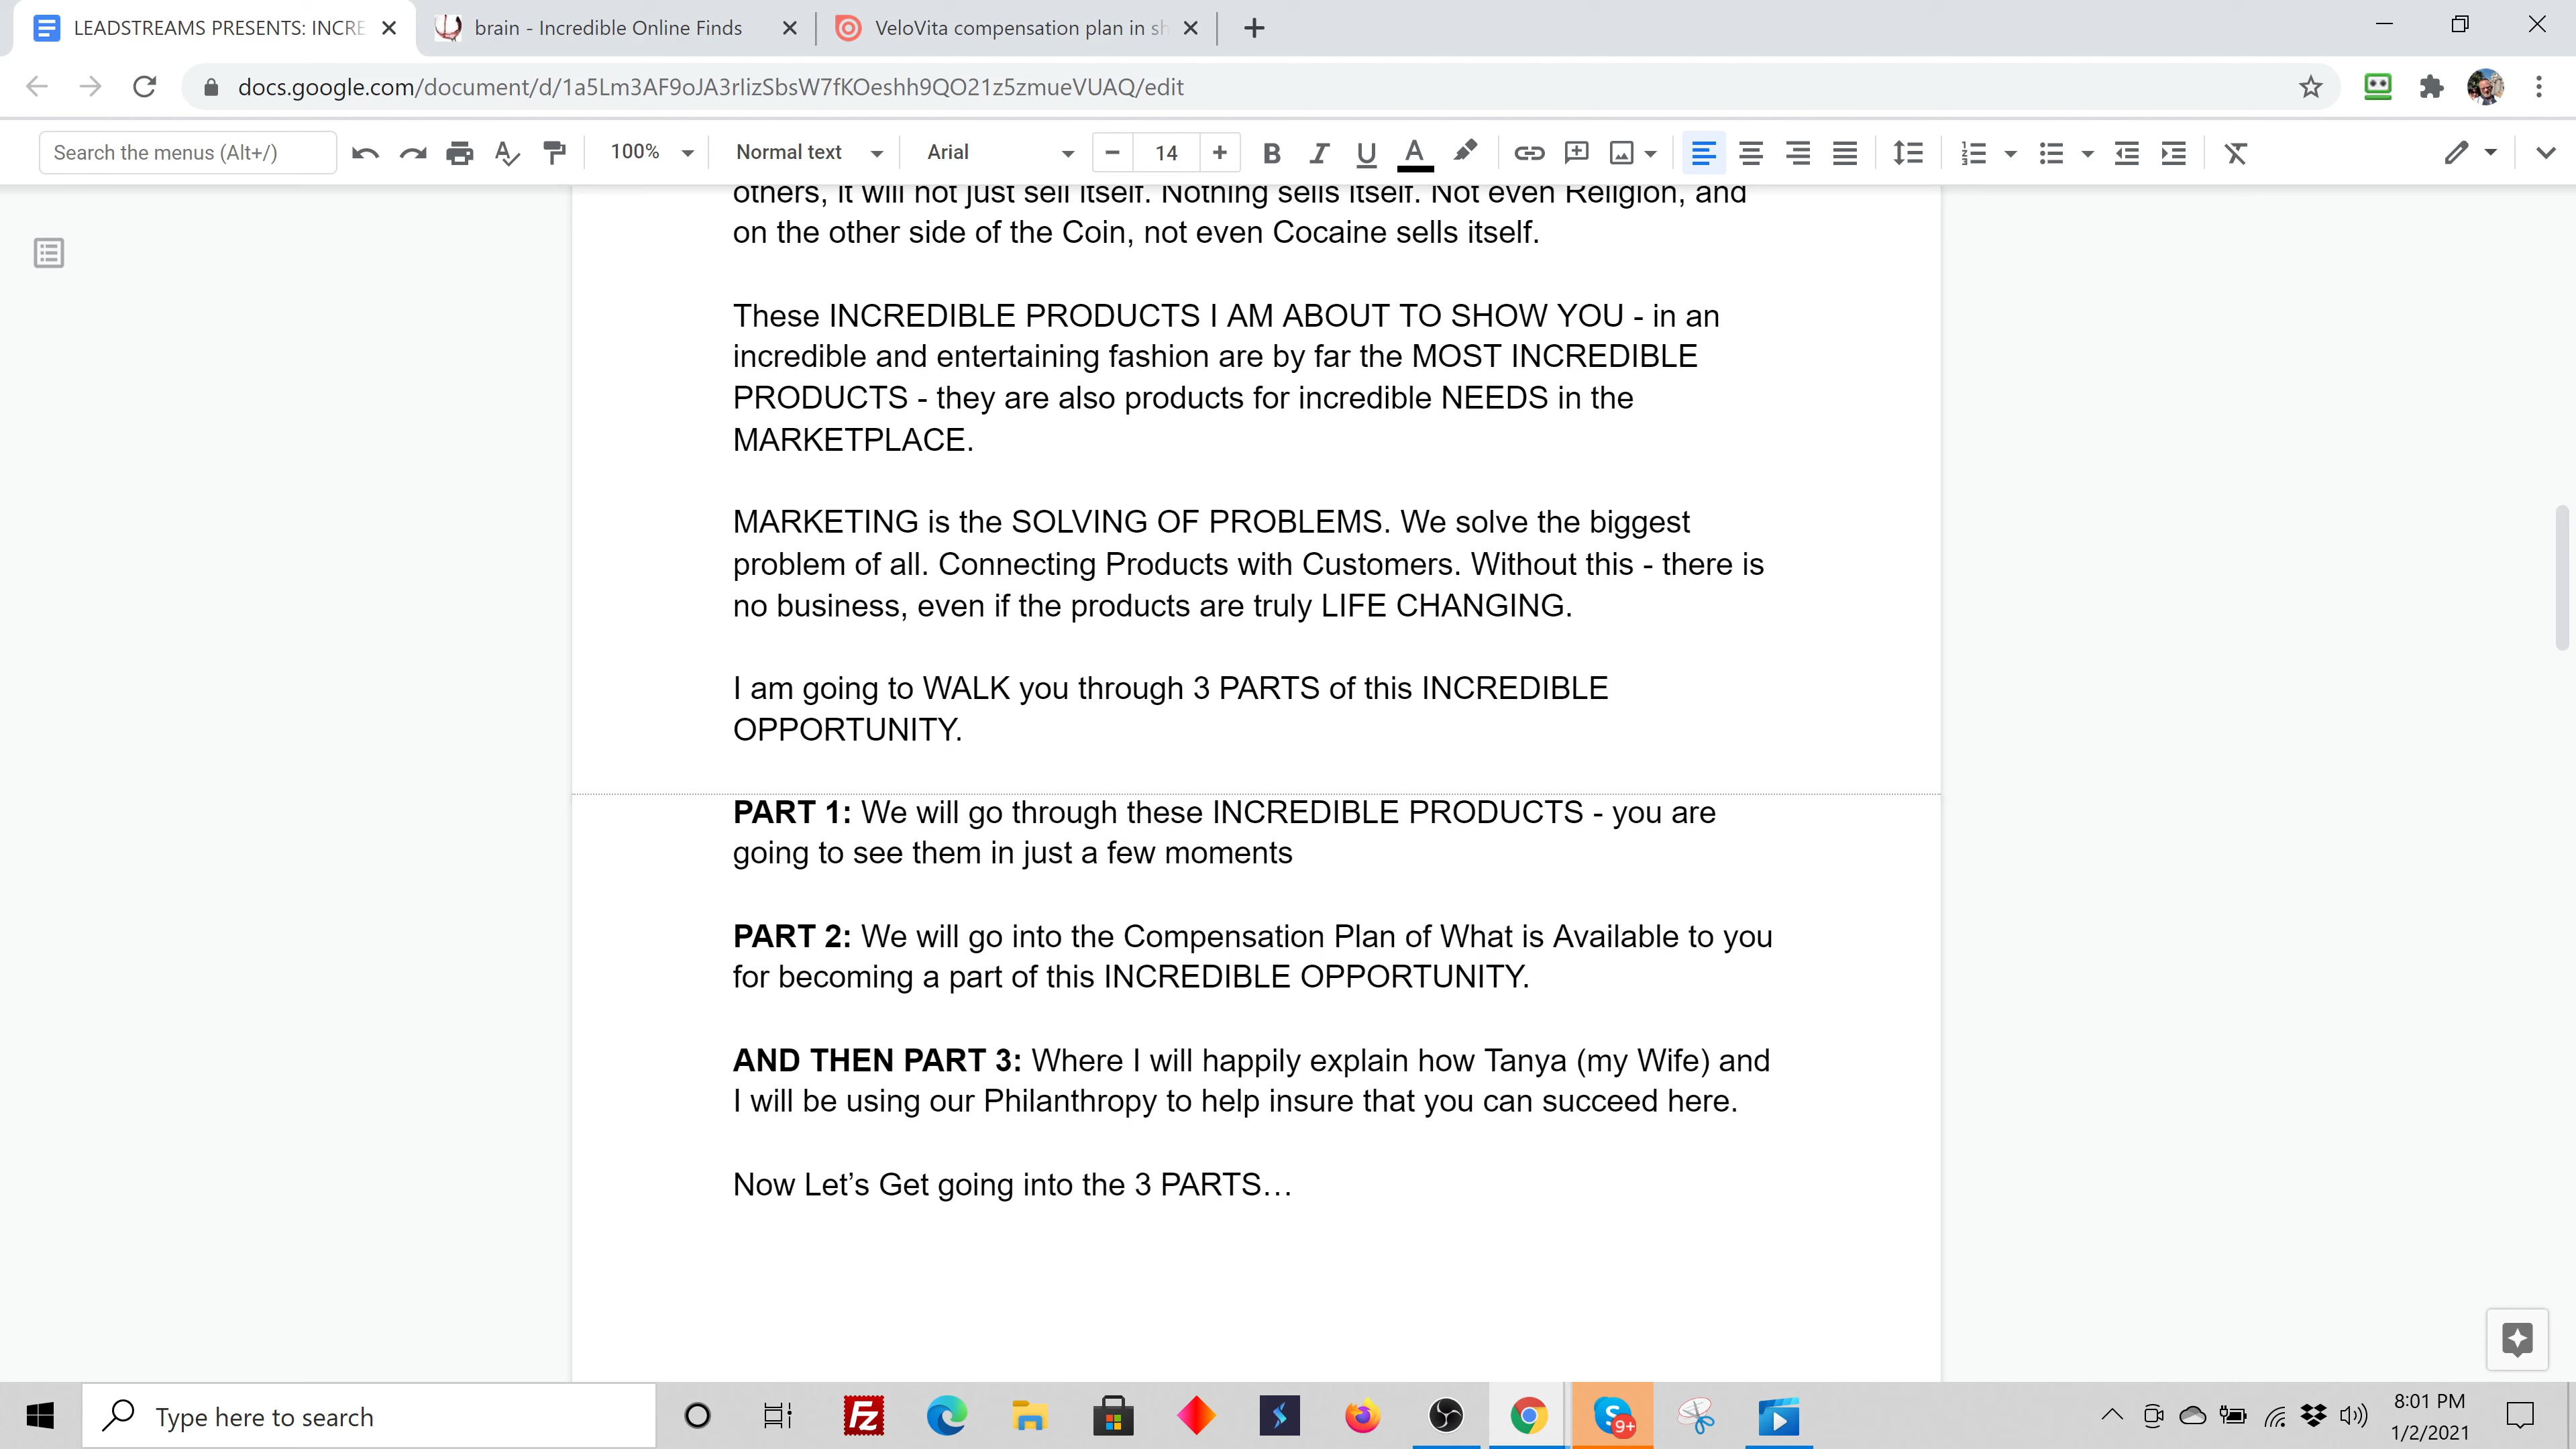 LEADSTREAMS PRESENTS: INCRE
brain - Incredible Online Finds
VeloVita compensation plan in sh
docs.google.com/document/d/1a5Lm3AF9oJA3rIizSbsW7fKOeshh9QO21z5zmueVUAQ/edit
Search the menus (Alt+/)
100%
Normal text
Arial
14
others, it will not just sell itself. Nothing sells itself. Not even Religion, and
on the other side of the Coin, not even Cocaine sells itself.
These INCREDIBLE PRODUCTS I AM ABOUT TO SHOW YOU - in an
incredible and entertaining fashion are by far the MOST INCREDIBLE
PRODUCTS - they are also products for incredible NEEDS in the
MARKETPLACE.
MARKETING is the SOLVING OF PROBLEMS. We solve the biggest
problem of all. Connecting Products with Customers. Without this - there is
no business, even if the products are truly LIFE CHANGING.
I am going to WALK you through 3 PARTS of this INCREDIBLE
OPPORTUNITY.
PART 1: We will go through these INCREDIBLE PRODUCTS - you are
going to see them in just a few moments
PART 2: We will go into the Compensation Plan of What is Available to you
for becoming a part of this INCREDIBLE OPPORTUNITY.
AND THEN PART 3: Where I will happily explain how Tanya (my Wife) and
I will be using our Philanthropy to help insure that you can succeed here.
Now Let's Get going into the 3 PARTS…
Type here to search
Fz
S
9+
8:01 PM
1/2/2021